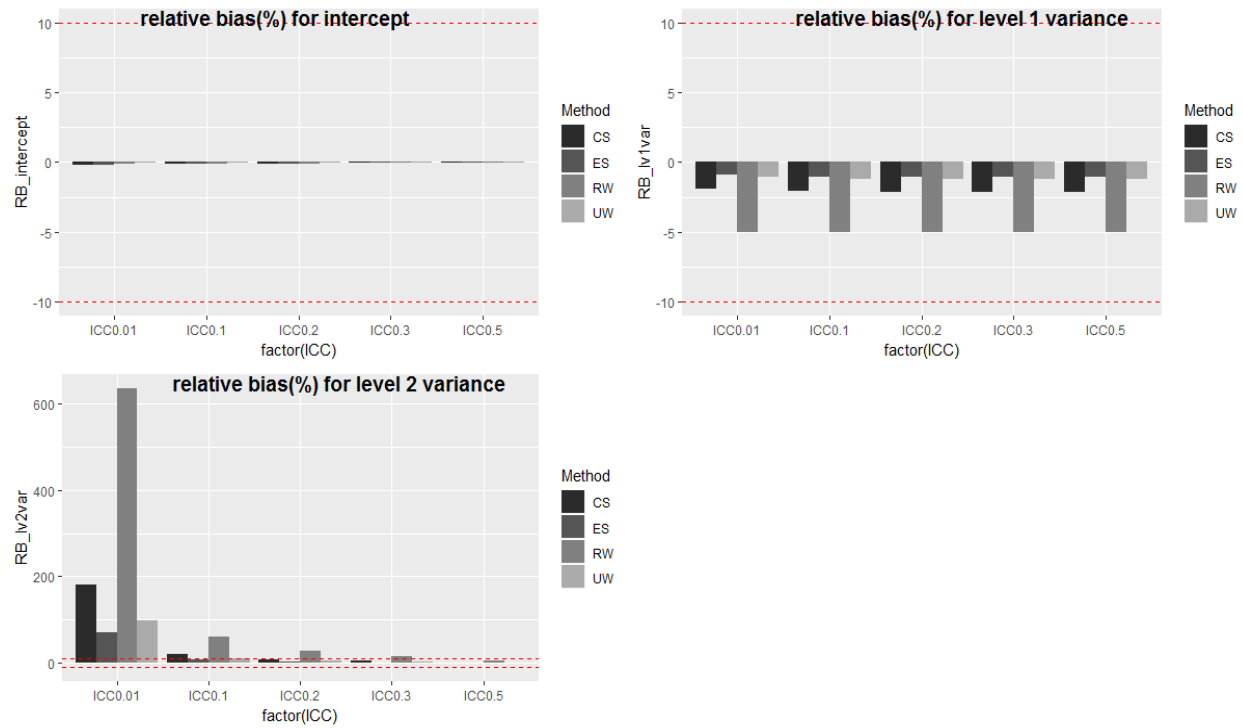 relative bias(%) for intercept
10
5
0
-5
-10
RB_intercept
ICC0.01 ICC0.1 ICC0.2 ICC0.3 ICC0.5
factor(ICC)
Method
CS
ES
RW
UW
relative bias(%) for level 1 variance
10
5
0
-5
-10
RB_lv1var
ICC0.01 ICC0.1 ICC0.2 ICC0.3 ICC0.5
factor(ICC)
Method
CS
ES
RW
UW
relative bias(%) for level 2 variance
600
400
200
0
RB_lv2var
ICC0.01 ICC0.1 ICC0.2 ICC0.3 ICC0.5
factor(ICC)
Method
CS
ES
RW
UW